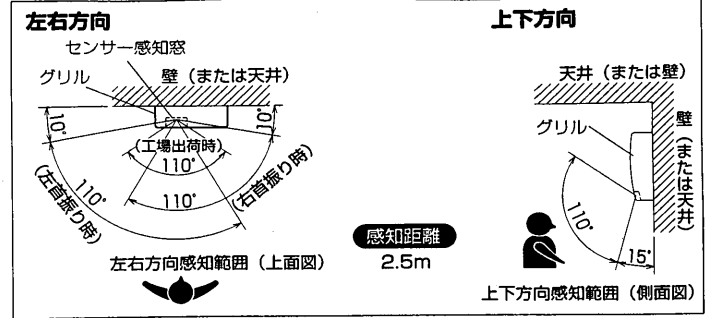 左右方向
センサー感知窓
グリル
壁（または天井）
10°
10°
（工場出荷時）
110°
110°
（左首振り時）
110°
（右首振り時）
左右方向感知範囲（上面図）
感知距離
2.5m
上下方向
天井（または壁）
壁（または天井）
グリル
110°
15°
上下方向感知範囲（側面図）